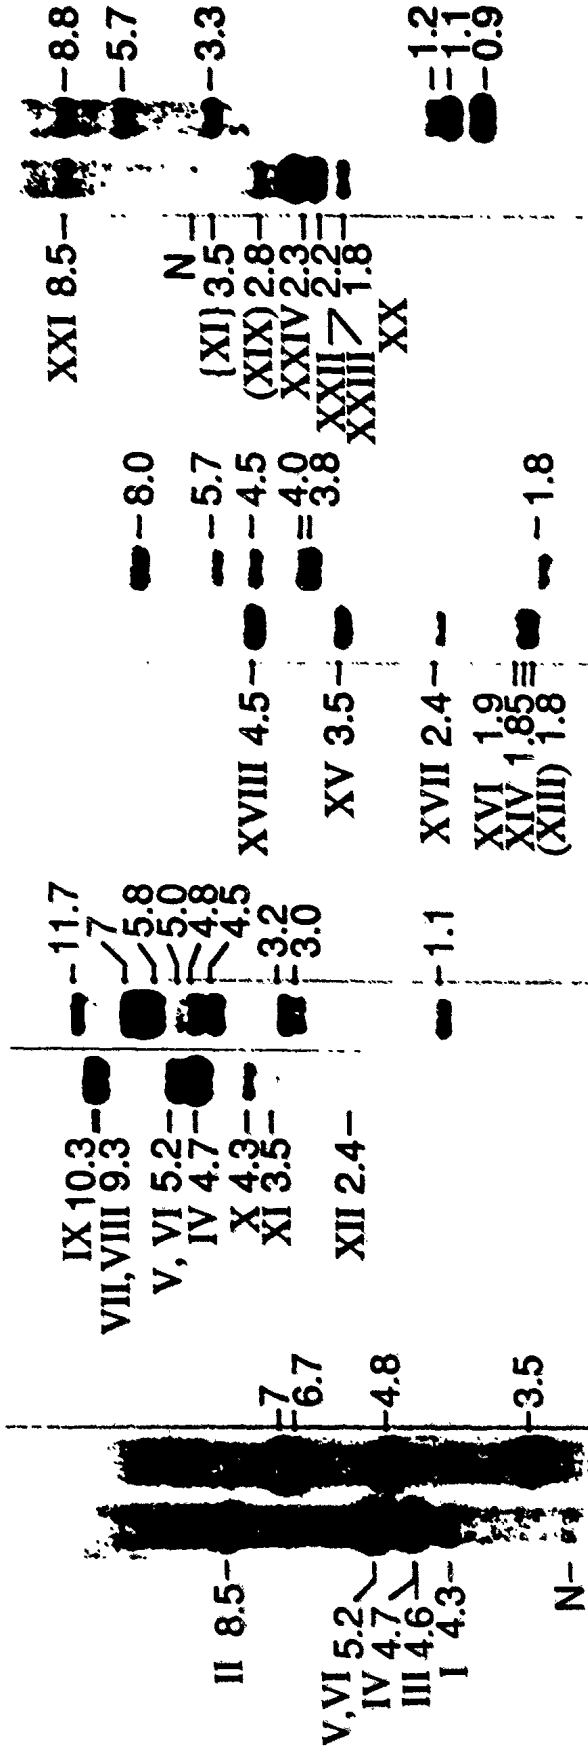 XXI 8.5
N
{XI} 3.5
(XIX) 2.8
XXIV 2.3
XXII 2.2
XXIII 1.8
XX
8.8
5.7
3.3
1.2
1.1
0.9
XVIII 4.5
XV 3.5
XVII 2.4
XVI 1.9
XIV 1.85
(XIII) 1.8
8.0
5.7
4.5
4.0
3.8
1.8
IX 10.3
VII, VIII 9.3
V, VI 5.2
IV 4.7
X 4.3
XI 3.5
XII 2.4
11.7
7
5.8
5.0
4.8
4.5
3.2
3.0
1.1
II 8.5
V, VI 5.2
IV 4.7
III 4.6
I 4.3
N
7
6.7
4.8
3.5